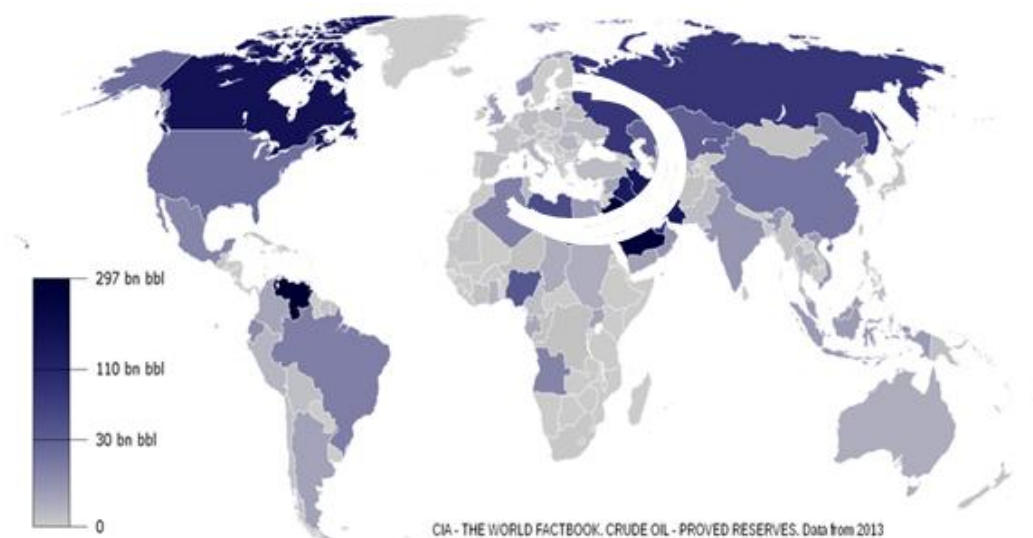 297 bn bbl
110 bn bbl
30 bn bbl
0
CIA - THE WORLD FACTBOOK. CRUDE OIL - PROVED RESERVES. Data from 2013